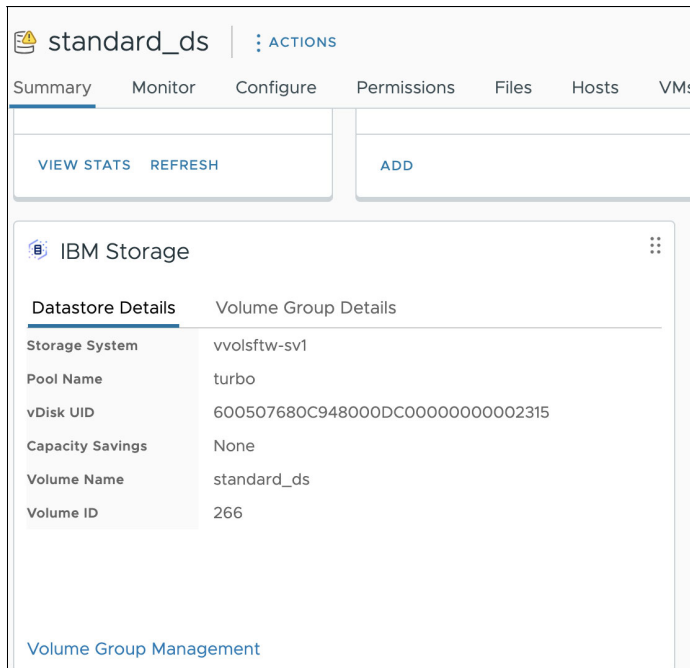 standard_ds ACTIONS
Summary Monitor Configure Permissions Files Hosts VMs
VIEW STATS REFRESH ADD
IBM Storage
Datastore Details Volume Group Details
Storage System vvolsftw-sv1
Pool Name turbo
vDisk UID 600507680C948000DC00000000002315
Capacity Savings None
Volume Name standard_ds
Volume ID 266
Volume Group Management